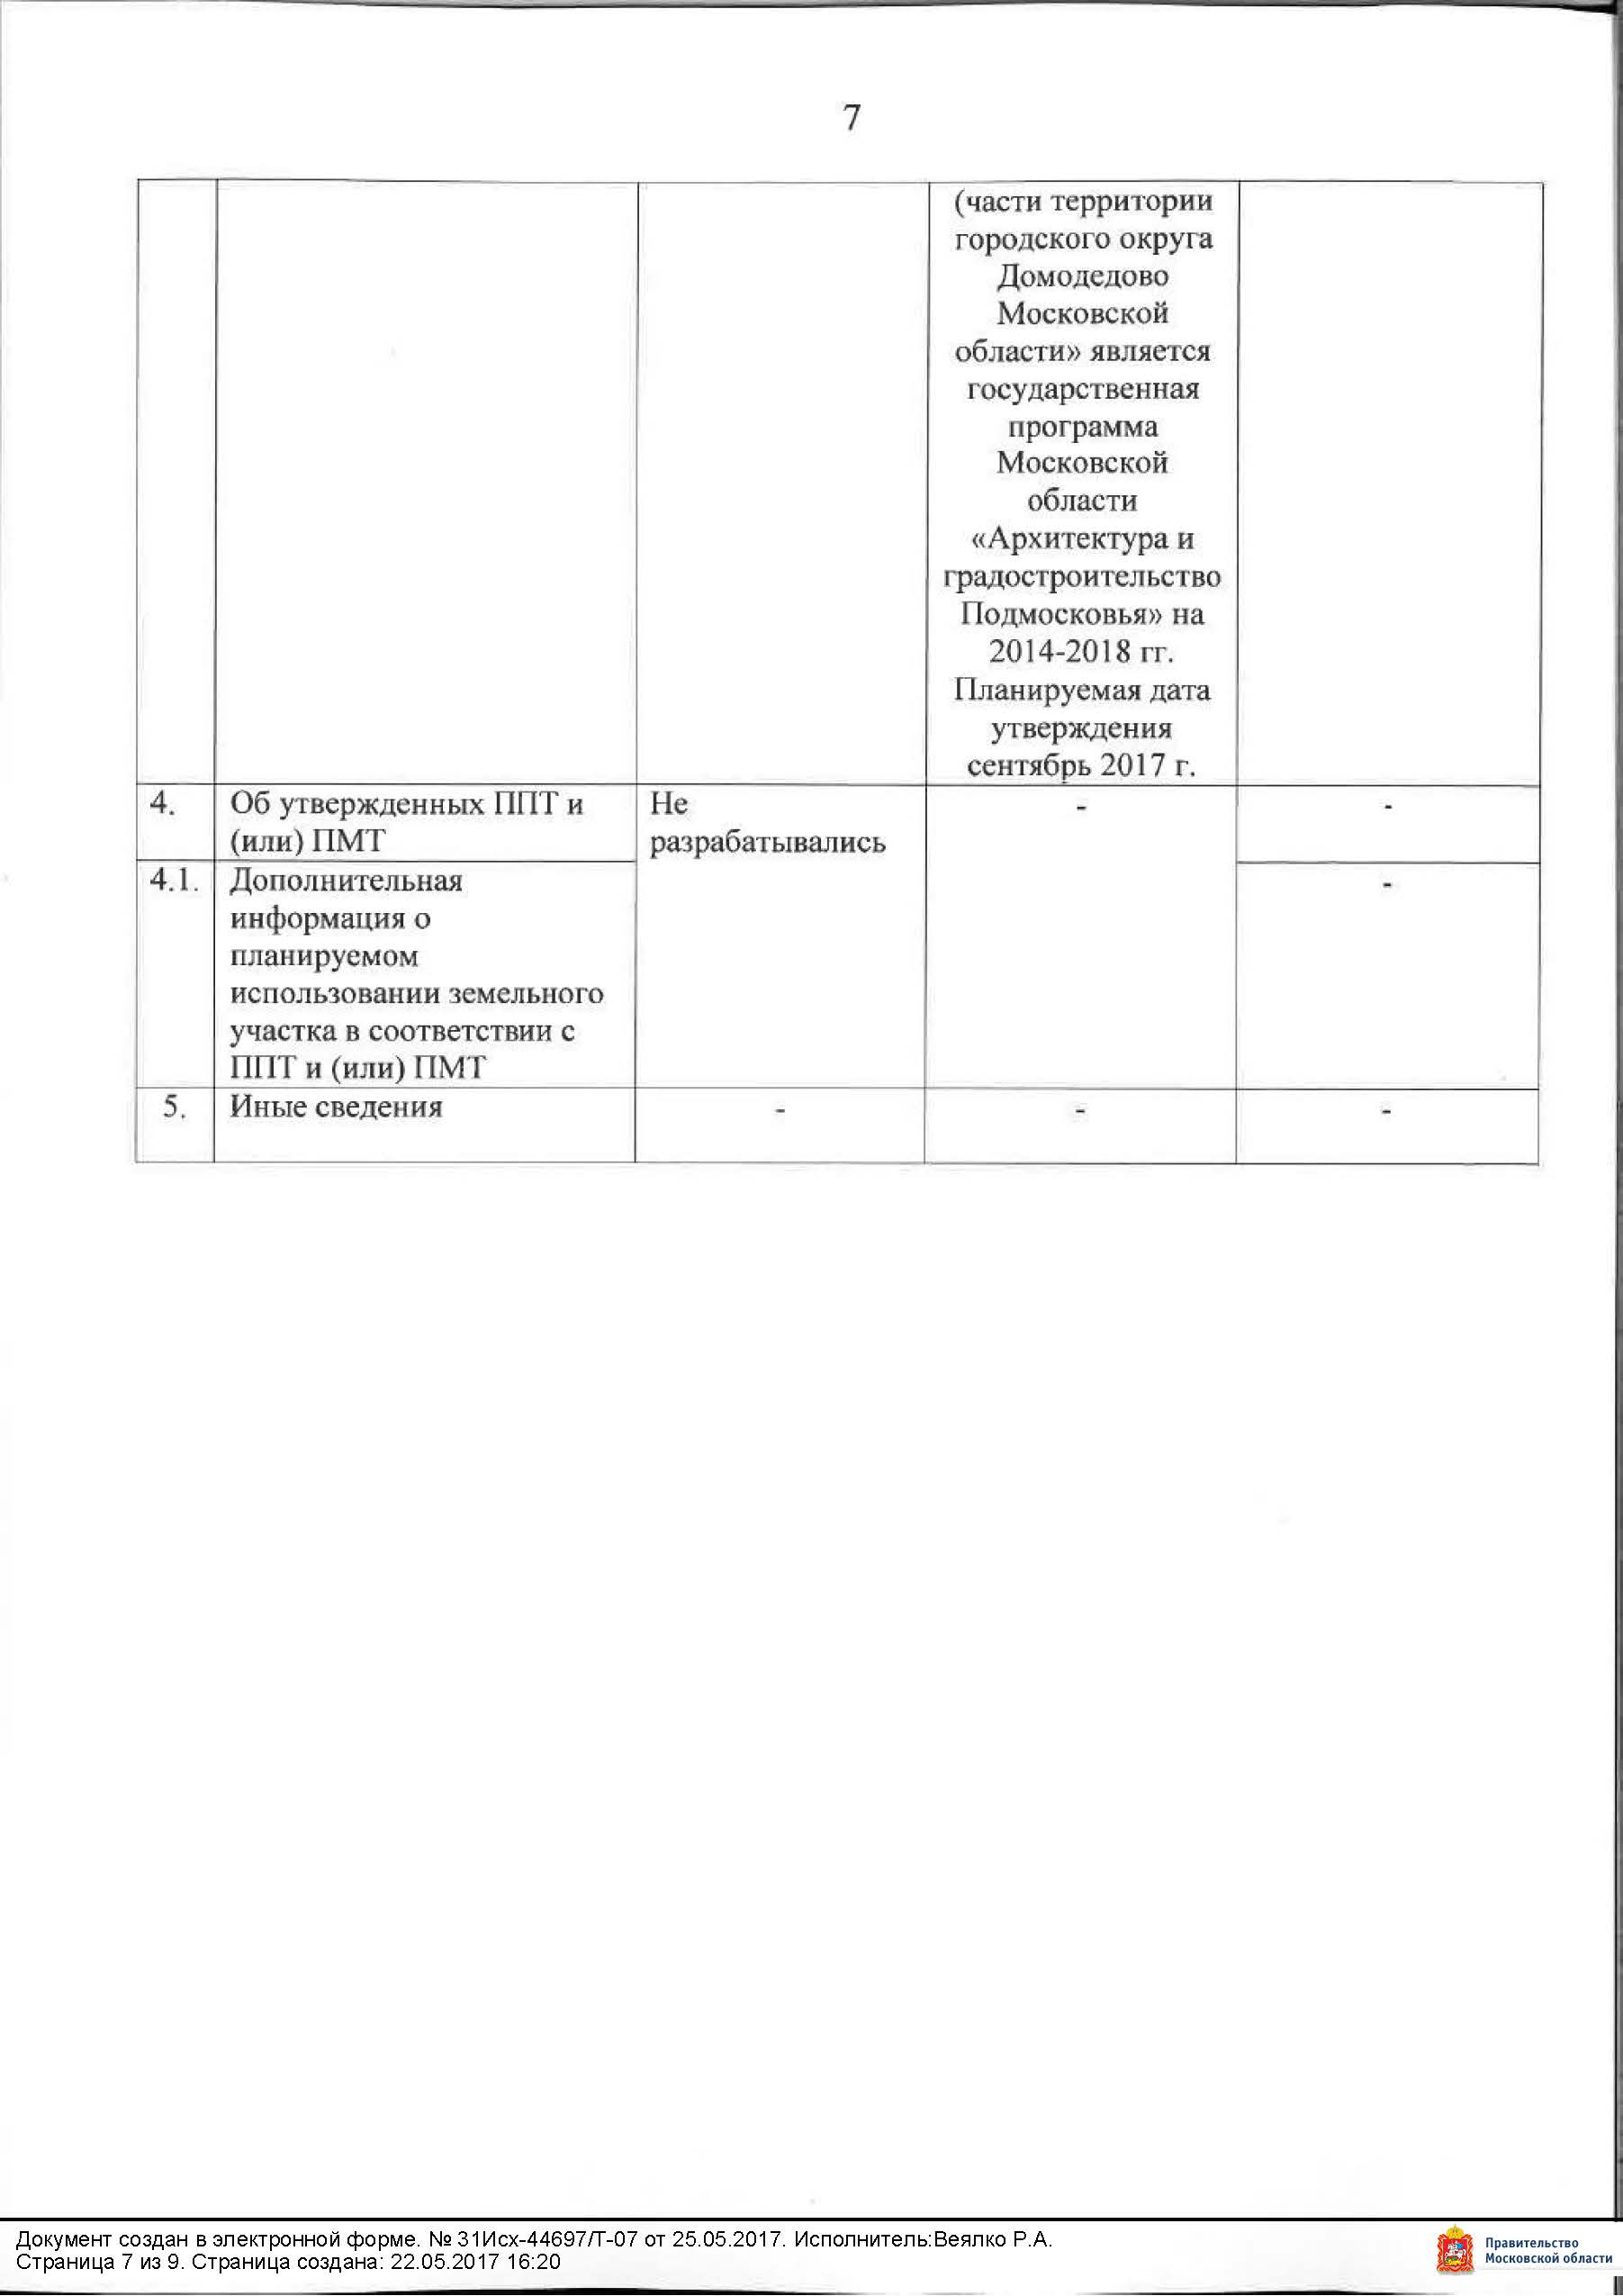 7
(части территории
городского округа
Домодедово
Московской
области» является
государственная
программа
Московской
области
«Архитектура и
градостроительство
Подмосковья» на
2014-2018 гг.
Планируемая дата
утверждения
сентябрь 2017 г.
4.
Об утвержденных ППТ и
(или) ПМТ
Не
разрабатывались
-
-
4.1.
Дополнительная
информация о
планируемом
использовании земельного
участка в соответствии с
ППТ и (или) ПМТ
-
5.
Иные сведения
-
-
-
Документ создан в электронной форме. № 31Исх-44697/Т-07 от 25.05.2017. Исполнитель:Веялко Р.А.
Страница 7 из 9. Страница создана: 22.05.2017 16:20
Правительство
Московской области